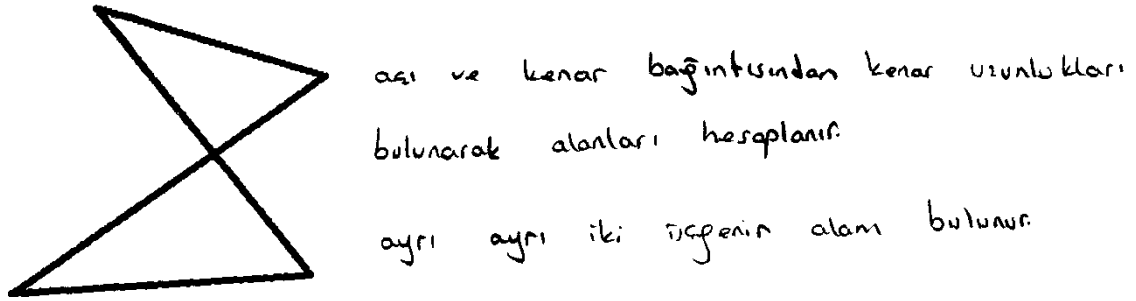 açı ve kenar bağıntısından kenar uzunlukları
bulunarak alanları hesaplanır.
ayrı ayrı iki üçgenin alanı bulunur.